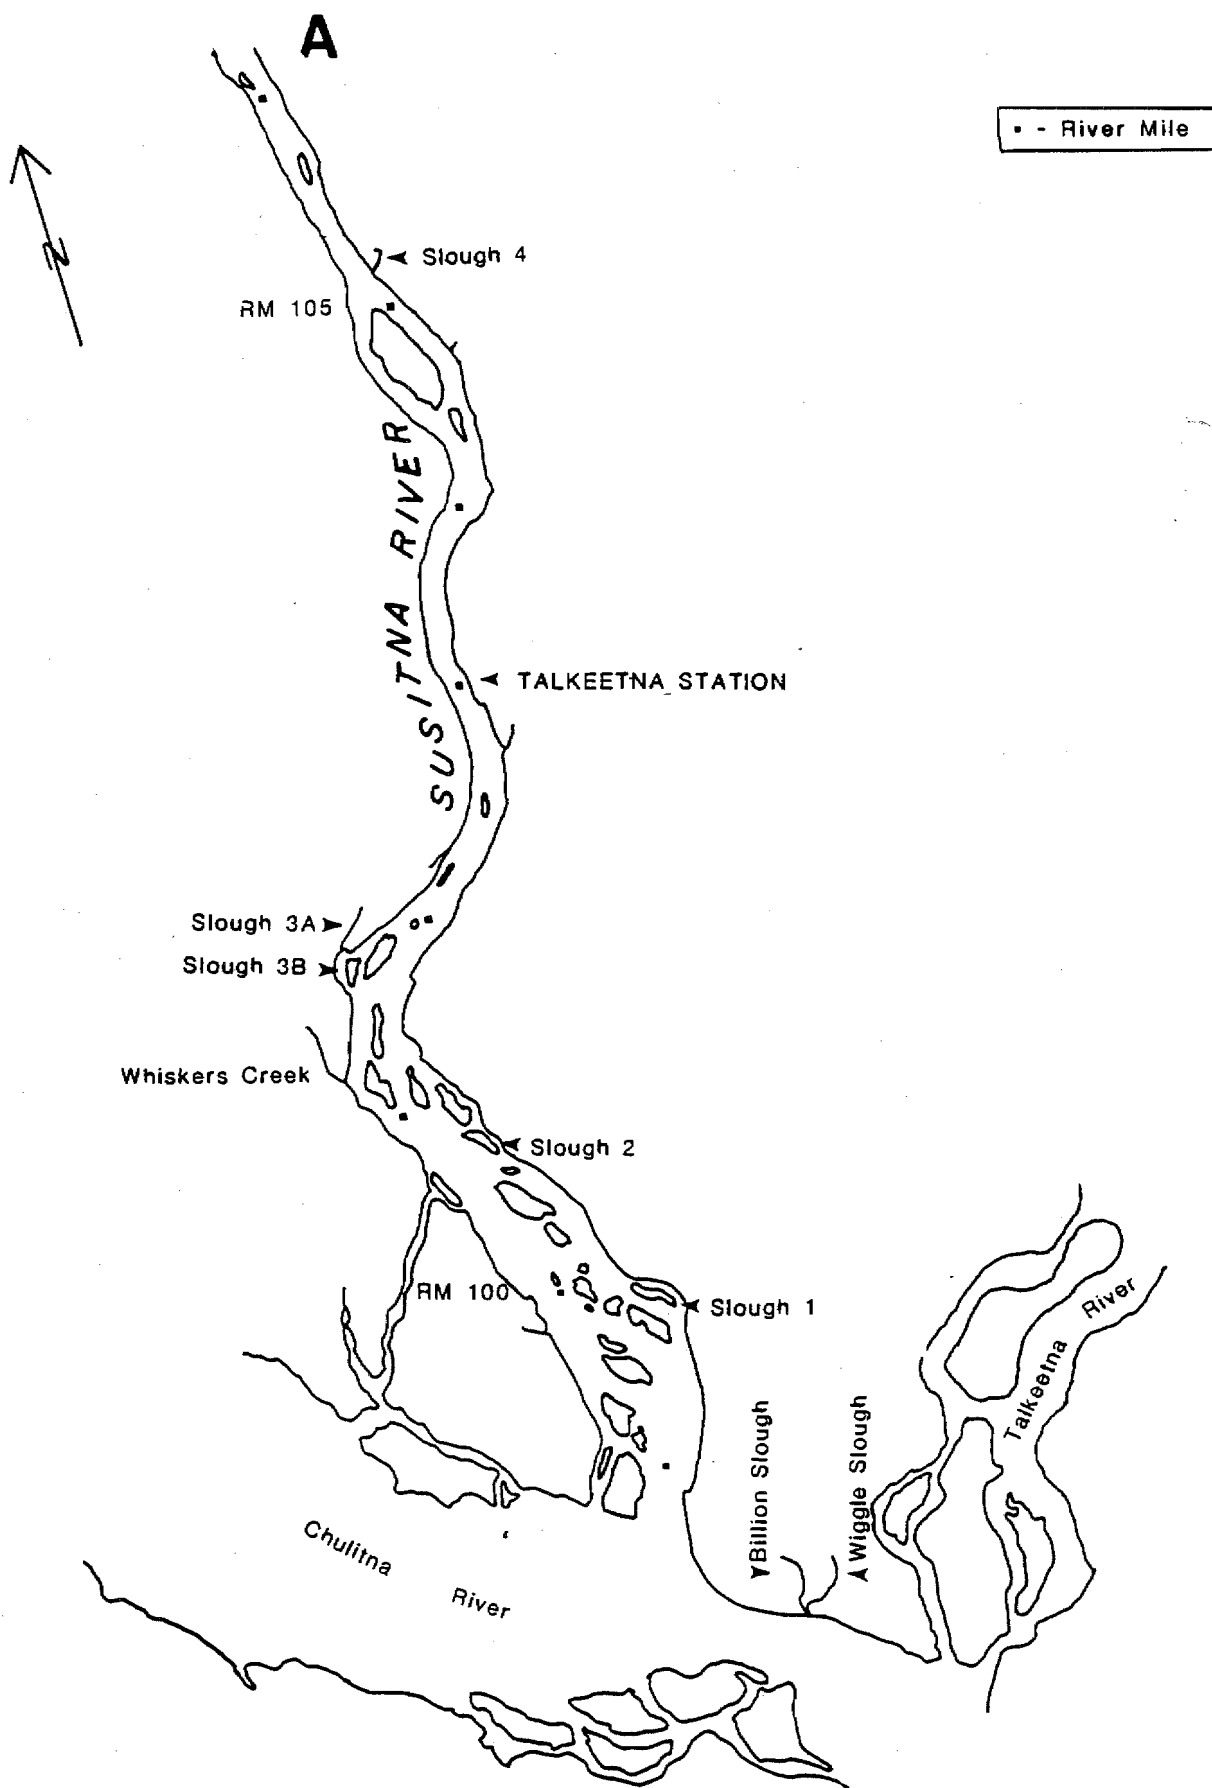 A
▪ - River Mile
Slough 4
RM 105
SUSITNA RIVER
TALKEETNA STATION
Slough 3A
Slough 3B
Whiskers Creek
Slough 2
RM 100
Slough 1
Talkeetna River
Billion Slough
Wiggle Slough
Chulitna River
N